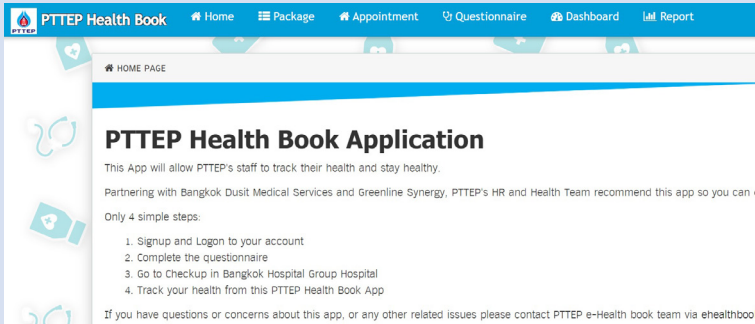 PTTEP PTTEP Health Book Home Package Appointment Questionnaire Dashboard Report
HOME PAGE
PTTEP Health Book Application
This App will allow PTTEP's staff to track their health and stay healthy.
Partnering with Bangkok Dusit Medical Services and Greenline Synergy, PTTEP's HR and Health Team recommend this app so you can
Only 4 simple steps:
1. Signup and Logon to your account
2. Complete the questionnaire
3. Go to Checkup in Bangkok Hospital Group Hospital
4. Track your health from this PTTEP Health Book App
If you have questions or concerns about this app, or any other related issues please contact PTTEP e-Health book team via ehealthboo